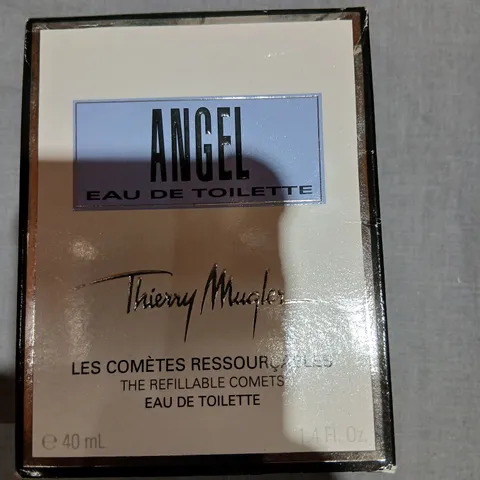 ANGEL
EAU DE TOILETTE
Thierry Mugler
LES COMÈTES RESSOURÇABLES
THE REFILLABLE COMETS
EAU DE TOILETTE
℮ 40 mL 1.4 Fl. Oz.